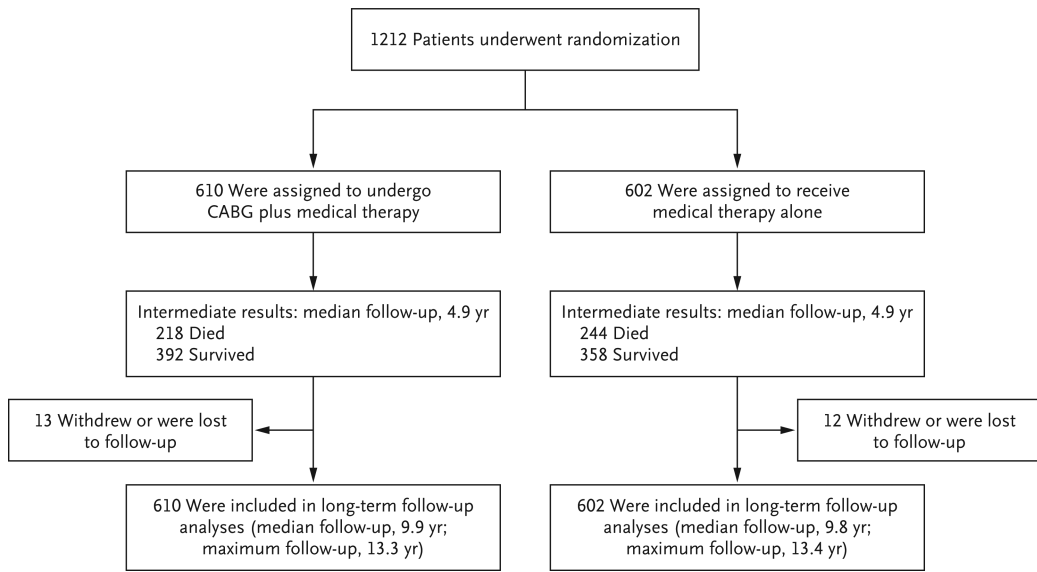 1212 Patients underwent randomization
610 Were assigned to undergo
CABG plus medical therapy
602 Were assigned to receive
medical therapy alone
Intermediate results: median follow-up, 4.9 yr
218 Died
392 Survived
Intermediate results: median follow-up, 4.9 yr
244 Died
358 Survived
13 Withdrew or were lost
to follow-up
12 Withdrew or were lost
to follow-up
610 Were included in long-term follow-up
analyses (median follow-up, 9.9 yr;
maximum follow-up, 13.3 yr)
602 Were included in long-term follow-up
analyses (median follow-up, 9.8 yr;
maximum follow-up, 13.4 yr)